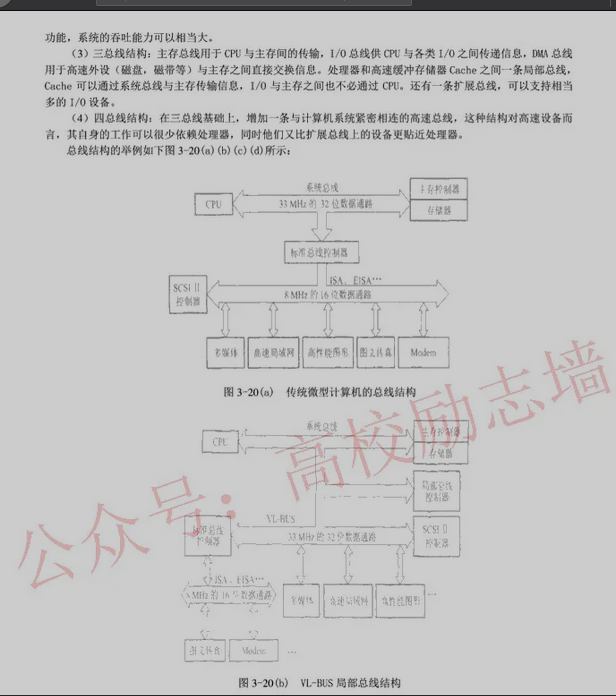 功能，系统的吞吐能力可以相当大。
（3）三总线结构：主存总线用于 CPU 与主存间的传输，I/O 总线供 CPU 与各类 I/O 之间传递信息，DMA 总线
用于高速外设（磁盘，磁带等）与主存之间直接交换信息。处理器和高速缓冲存储器 Cache 之间一条局部总线，
Cache 可以通过系统总线与主存传输信息，I/O 与主存之间也不必通过 CPU。还有一条扩展总线，可以支持相当
多的 I/O 设备。
（4）四总线结构：在三总线基础上，增加一条与计算机系统紧密相连的高速总线，这种结构对高速设备而
言，其自身的工作可以很少依赖处理器，同时他们又比扩展总线上的设备更贴近处理器。
总线结构的举例如下图 3-20(a)(b)(c)(d)所示：
系统总线
主存控制器
CPU
33 MHz 的 32 位数据通路
存储器
标准总线控制器
SCSI II
控制器
ISA、EISA…
8 MHz 的 16 位数据通路
多媒体
高速局域网
高性能图形
图文传真
Modem
图 3-20(a) 传统微型计算机的总线结构
系统总线
主存控制器
CPU
存储器
局部总线
控制器
VL-BUS
标准总线
控制器
33 MHz 的 32 位数据通路
SCSI II
控制器
ISA、EISA…
8 MHz 的 16 位数据通路
多媒体
高速局域网
高性能图形
…
图文传真
Modem
…
图 3-20(b) VL-BUS 局部总线结构
公众号：高校励志墙